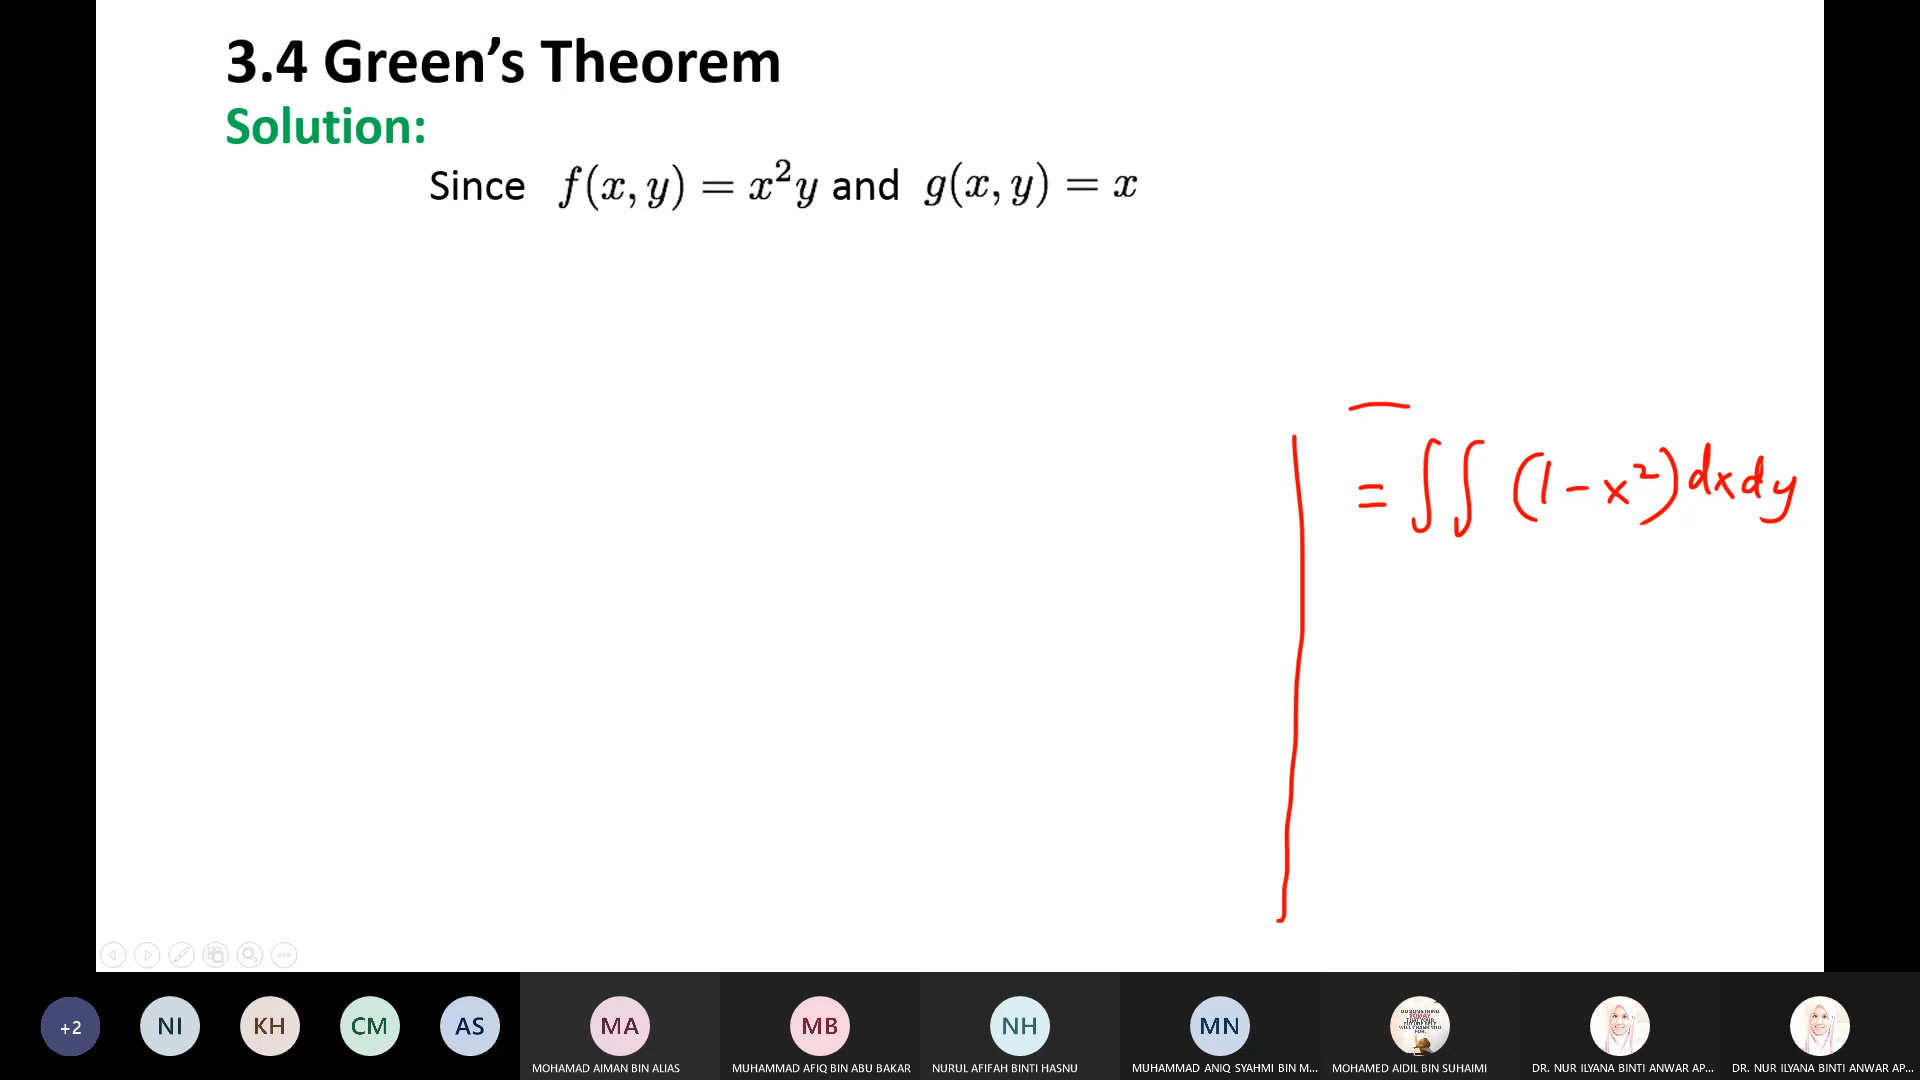 3.4 Green’s Theorem
Solution:
Since f(x, y) = x²y and g(x, y) = x
= ∫∫ (1 - x²) dx dy
+2
NI
KH
CM
AS
MA
MB
NH
MN
MOHAMAD AIMAN BIN ALIAS
MUHAMMAD AFIQ BIN ABU BAKAR
NURUL AFIFAH BINTI HASNU
MUHAMMAD ANIQ SYAHMI BIN M...
MOHAMED AIDIL BIN SUHAIMI
DR. NUR ILYANA BINTI ANWAR AP...
DR. NUR ILYANA BINTI ANWAR AP...